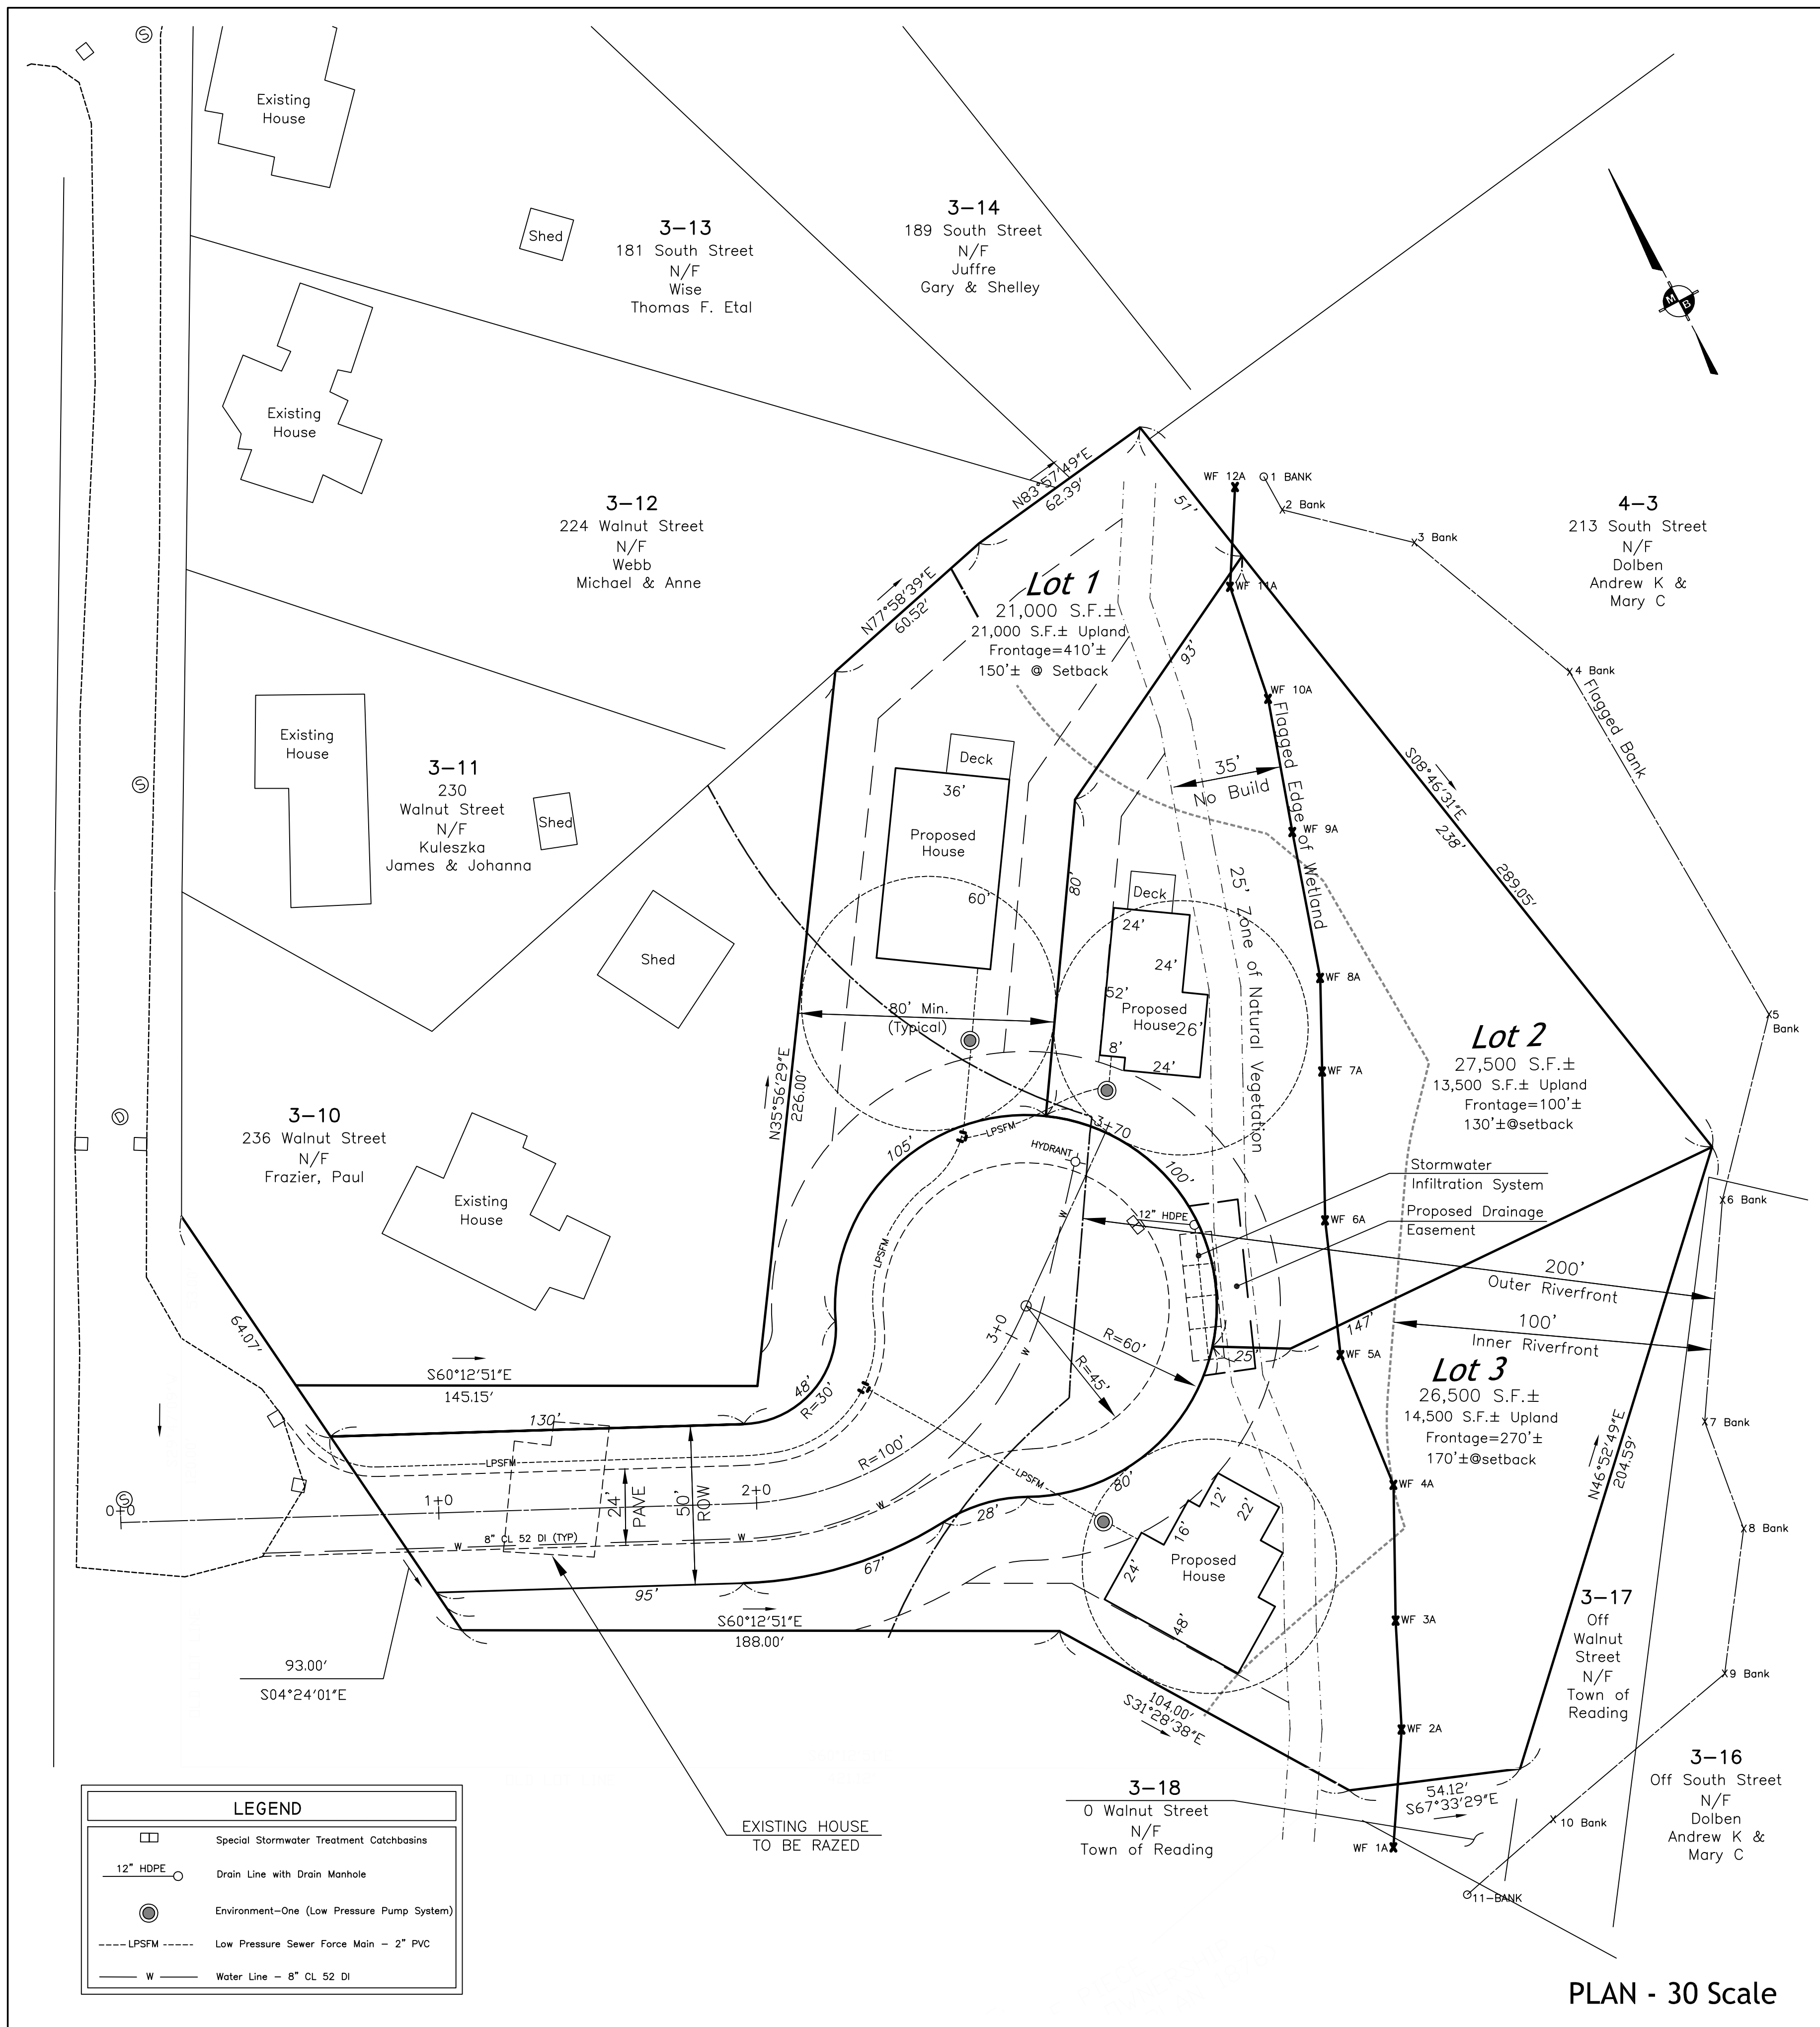 S
Existing
House
Shed
3-13
181 South Street
N/F
Wise
Thomas F. Etal
3-14
189 South Street
N/F
Juffre
Gary & Shelley
M
B
Existing
House
3-12
224 Walnut Street
N/F
Webb
Michael & Anne
4-3
213 South Street
N/F
Dolben
Andrew K &
Mary C
N83°57'49"E
62.39'
N77°58'39"E
60.52'
51'
WF 12A
1 BANK
2 Bank
3 Bank
4 Bank
Flagged Bank
5
Bank
WF 11A
WF 10A
WF 9A
WF 8A
WF 7A
WF 6A
WF 5A
WF 4A
WF 3A
WF 2A
WF 1A
Flagged Edge of Wetland
Lot 1
21,000 S.F.±
21,000 S.F.± Upland
Frontage=410'±
150'± @ Setback
93'
35'
No Build
S08°46'31"E
238'
289.05'
S
Existing
House
3-11
230
Walnut Street
N/F
Kuleszka
James & Johanna
Shed
Shed
Deck
36'
Proposed
House
60'
80'
80' Min.
(Typical)
Deck
24'
24'
52'
Proposed
House
26'
8'
24'
25' Zone of Natural Vegetation
Lot 2
27,500 S.F.±
13,500 S.F.± Upland
Frontage=100'±
130'±@setback
D
3-10
236 Walnut Street
N/F
Frazier, Paul
Existing
House
N35°56'29"E
226.00'
105'
LPSFM
3+70
HYDRANT
100'
W
12" HDPE
LPSFM
Stormwater
Infiltration System
Proposed Drainage
Easement
200'
Outer Riverfront
100'
Inner Riverfront
6 Bank
7 Bank
8 Bank
9 Bank
10 Bank
11-BANK
3+0
W
R=60'
R=45'
25'
147'
Lot 3
26,500 S.F.±
14,500 S.F.± Upland
Frontage=270'±
170'±@setback
N46°52'49"E
204.59'
64.07'
S60°12'51"E
145.15'
48'
R=30'
130'
LPSFM
R=100'
LPSFM
S
0+0
1+0
2+0
24'
PAVE
50'
ROW
W
8" CL 52 DI (TYP)
W
W
28'
80'
67'
95'
S60°12'51"E
188.00'
12'
22'
16'
24'
Proposed
House
48'
93.00'
S04°24'01"E
104.00'
S31°28'38"E
54.12'
S67°33'29"E
3-17
Off
Walnut
Street
N/F
Town of
Reading
3-16
Off South Street
N/F
Dolben
Andrew K &
Mary C
3-18
0 Walnut Street
N/F
Town of Reading
EXISTING HOUSE
TO BE RAZED
LEGEND
Special Stormwater Treatment Catchbasins
12" HDPE
Drain Line with Drain Manhole
Environment-One (Low Pressure Pump System)
LPSFM
Low Pressure Sewer Force Main - 2" PVC
W
Water Line - 8" CL 52 DI
PLAN - 30 Scale